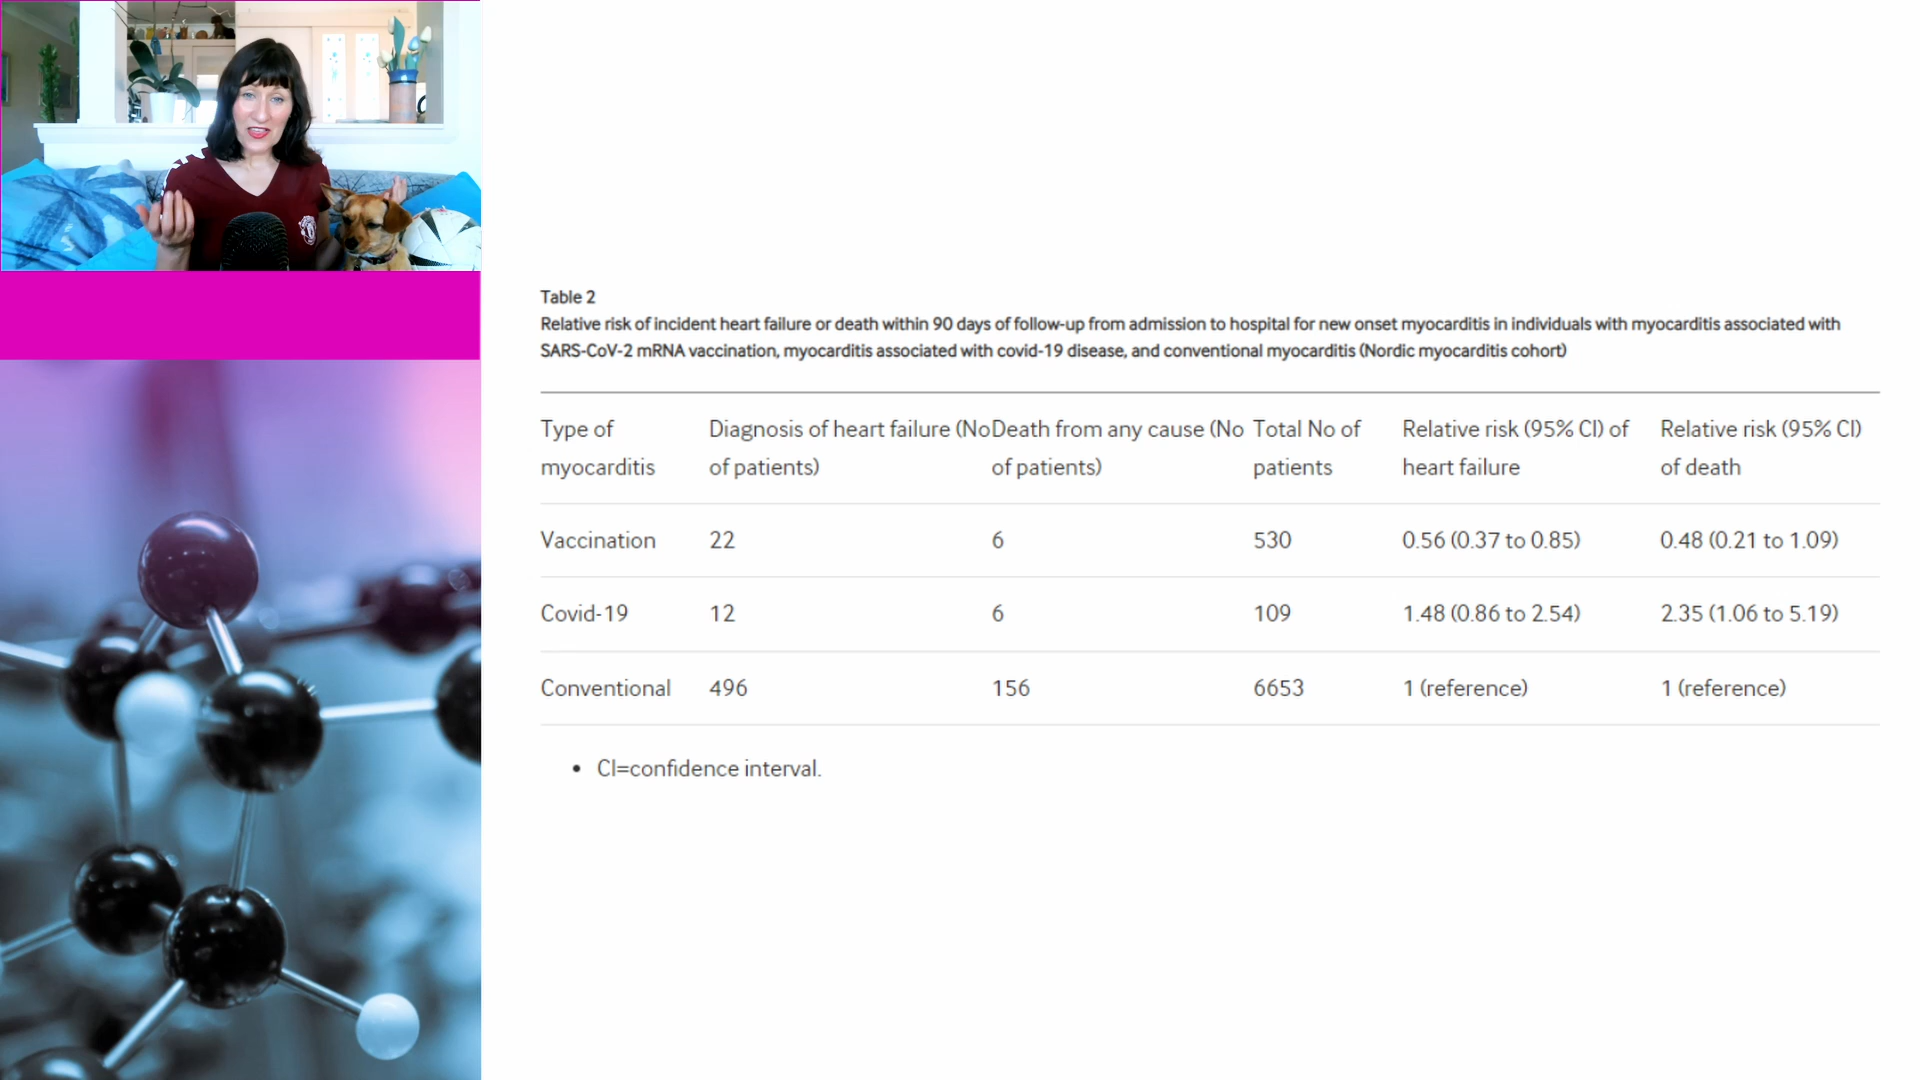 Table 2
Relative risk of incident heart failure or death within 90 days of follow-up from admission to hospital for new onset myocarditis in individuals with myocarditis associated with
SARS-CoV-2 mRNA vaccination, myocarditis associated with covid-19 disease, and conventional myocarditis (Nordic myocarditis cohort)
Type of myocarditis
Diagnosis of heart failure (No of patients)
Death from any cause (No of patients)
Total No of patients
Relative risk (95% CI) of heart failure
Relative risk (95% CI) of death
Vaccination 22 6 530 0.56 (0.37 to 0.85) 0.48 (0.21 to 1.09)
Covid-19 12 6 109 1.48 (0.86 to 2.54) 2.35 (1.06 to 5.19)
Conventional 496 156 6653 1 (reference) 1 (reference)
• CI=confidence interval.